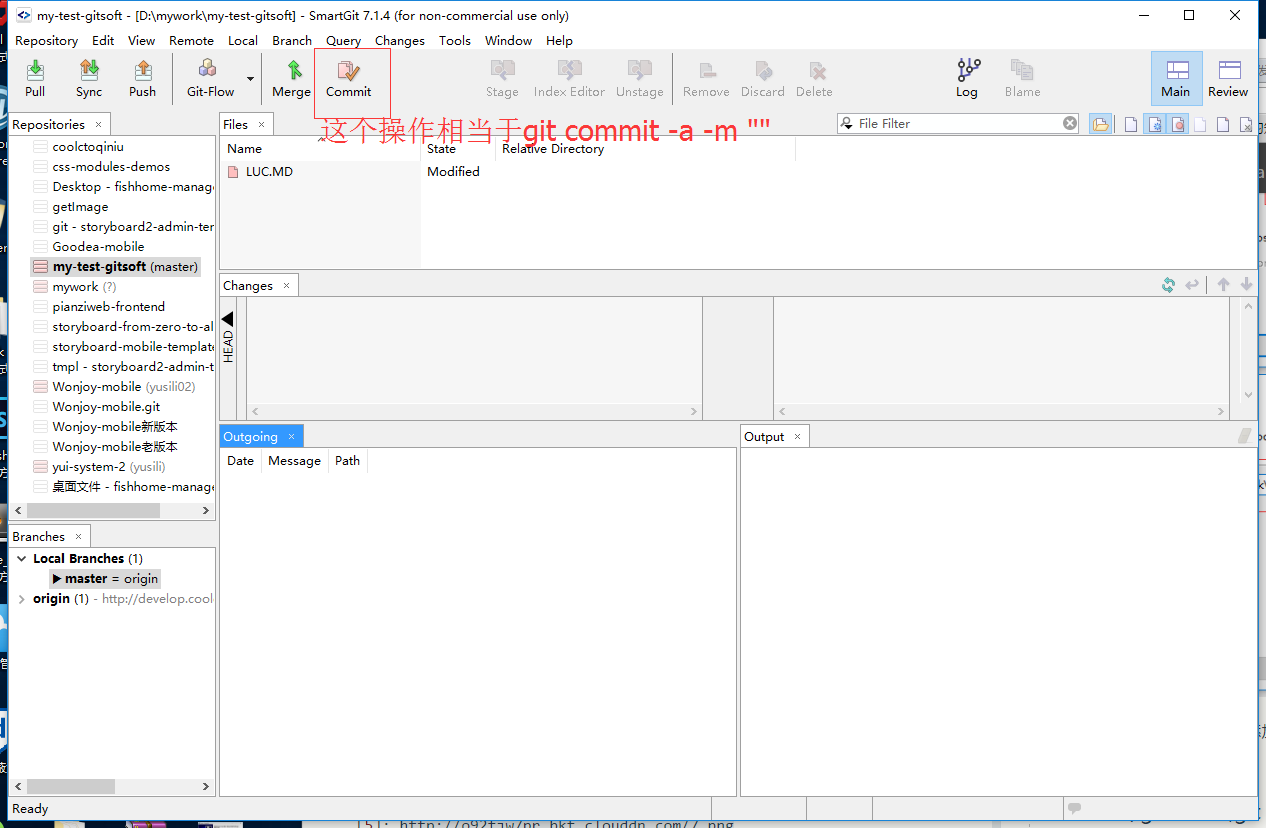 my-test-gitsoft - [D:\mywork\my-test-gitsoft] - SmartGit 7.1.4 (for non-commercial use only)
Repository Edit View Remote Local Branch Query Changes Tools Window Help
Pull Sync Push Git-Flow Merge Commit Stage Index Editor Unstage Remove Discard Delete Log Blame Main Review
这个操作相当于git commit -a -m ""
Repositories
coolctoqiniu
css-modules-demos
Desktop - fishhome-manag
getImage
git - storyboard2-admin-ter
Goodea-mobile
my-test-gitsoft (master)
mywork (?)
pianziweb-frontend
storyboard-from-zero-to-al
storyboard-mobile-templat
tmpl - storyboard2-admin-t
Wonjoy-mobile (yusili02)
Wonjoy-mobile.git
Wonjoy-mobile新版本
Wonjoy-mobile老版本
yui-system-2 (yusili)
桌面文件 - fishhome-manag
Branches
Local Branches (1)
master = origin
origin (1) - http://develop.cool
Files
File Filter
Name State Relative Directory
LUC.MD Modified
Changes
HEAD
Outgoing
Date Message Path
Output
Ready